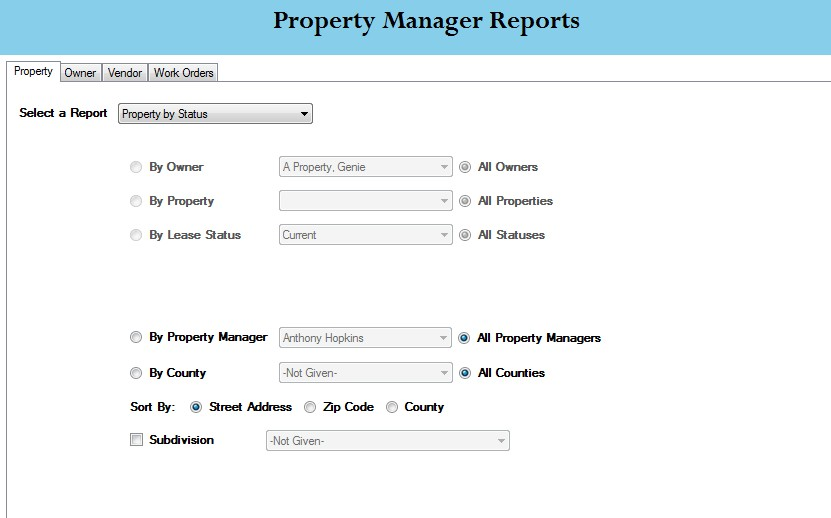 Property Manager Reports
Property Owner Vendor Work Orders
Select a Report Property by Status
By Owner A Property, Genie All Owners
By Property All Properties
By Lease Status Current All Statuses
By Property Manager Anthony Hopkins All Property Managers
By County -Not Given- All Counties
Sort By: Street Address Zip Code County
Subdivision -Not Given-